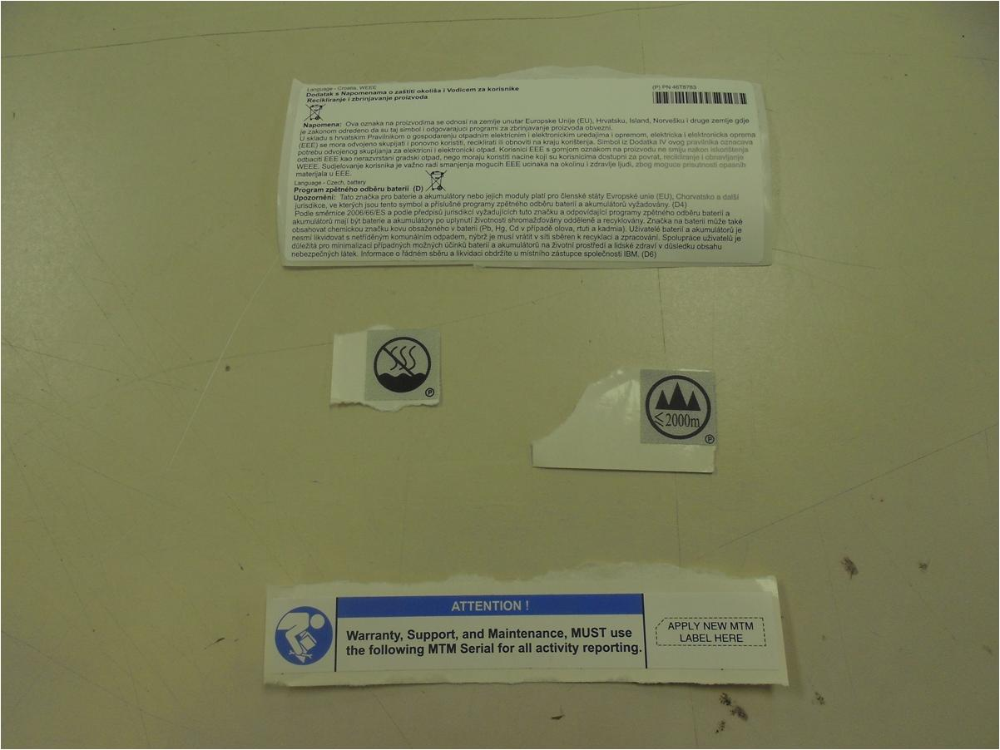 Language - Croatia, WEEE
Dodatak s Napomenama o zaštiti okoliša i Vodicem za korisnike
Recikliranje i zbrinjavanje proizvoda
(P) PN 46T8783
Napomena: Ova oznaka na proizvodima se odnosi na zemlje unutar Europske Unije (EU), Hrvatsku, Island, Norvešku i druge zemlje gdje
je zakonom odredeno da su taj simbol i odgovarajuci programi za zbrinjavanje proizvoda obvezni.
U skladu s hrvatskim Pravilnikom o gospodarenju otpadnim electricnim i elektronickim uredajima i opremom, elektricka i elektronicka oprema
(EEE) se mora odvojeno skupljati i ponovno koristiti, reciklirati ili obnoviti na kraju korištenja. Simbol iz Dodatka IV ovog pravilnika oznacava
potrebu odvojenog skupljanja za elektricni i elektronicki otpad. Korisnici EEE s gornjom oznakom na proizvodu ne smiju nakon iskorištenja
odbaciti EEE kao nerazvrstani gradski otpad, nego moraju koristiti nacine koji su korisnicima dostupni za povrat, recikliranje i obnavljanje
WEEE. Sudjelovanje korisnika je važno radi smanjenja mogucih EEE ucinaka na okolinu i zdravlje ljudi, zbog moguce prisutnosti opasnih
materijala u EEE.
Language - Czech, battery
Program zpětného odběru baterií (D)
Upozornění: Tato značka pro baterie a akumulátory nebo jejich moduly platí pro členské státy Evropské unie (EU), Chorvatsko a další
jurisdikce, ve kterých jsou tento symbol a příslušné programy zpětného odběru baterií a akumulátorů vyžadovány. (D4)
Podle směrnice 2006/66/ES a podle předpisů jurisdikcí vyžadujících tuto značku a odpovídající programy zpětného odběru baterií a
akumulátorů mají být baterie a akumulátory po uplynutí životnosti shromažďovány odděleně a recyklovány. Značka na baterii může také
obsahovat chemickou značku kovu obsaženého v baterii (Pb, Hg, Cd v případě olova, rtuti a kadmia). Uživatelé baterií a akumulátorů je
nesmí likvidovat s netříděným komunálním odpadem, nýbrž je musí vrátit v síti sběren k recyklaci a zpracování. Spolupráce uživatelů je
důležitá pro minimalizaci případných možných účinků baterií a akumulátorů na životní prostředí a lidské zdraví v důsledku obsahu
nebezpečných látek. Informace o řádném sběru a likvidaci obdržíte u místního zástupce společnosti IBM. (D6)
P
≤2000m
P
ATTENTION !
Warranty, Support, and Maintenance, MUST use
the following MTM Serial for all activity reporting.
APPLY NEW MTM
LABEL HERE